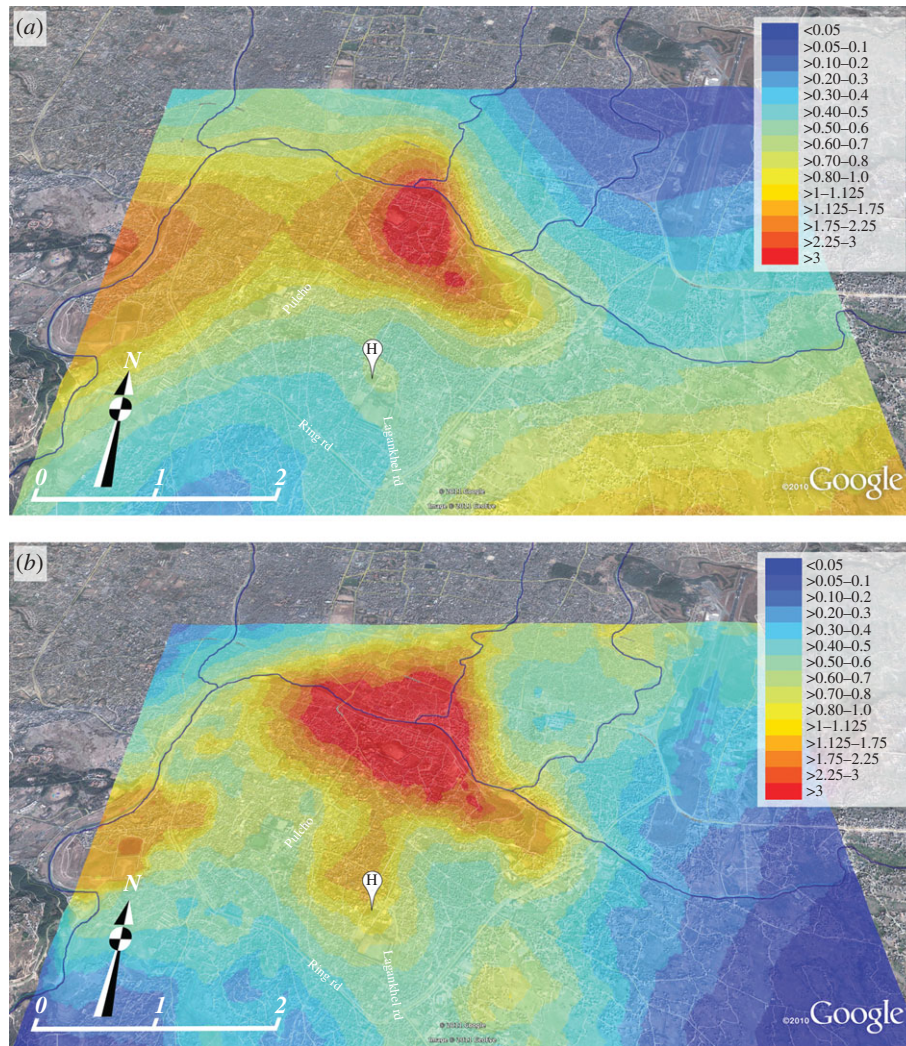 (a)
<0.05
>0.05–0.1
>0.10–0.2
>0.20–0.3
>0.30–0.4
>0.40–0.5
>0.50–0.6
>0.60–0.7
>0.70–0.8
>0.80–1.0
>1–1.125
>1.125–1.75
>1.75–2.25
>2.25–3
>3
Pulcho
H
N
Ring rd
Lagankhel rd
0 1 2
©2010 Google
(b)
<0.05
>0.05–0.1
>0.10–0.2
>0.20–0.3
>0.30–0.4
>0.40–0.5
>0.50–0.6
>0.60–0.7
>0.70–0.8
>0.80–1.0
>1–1.125
>1.125–1.75
>1.75–2.25
>2.25–3
>3
Pulcho
H
N
Ring rd
Lagankhel rd
0 1 2
©2010 Google